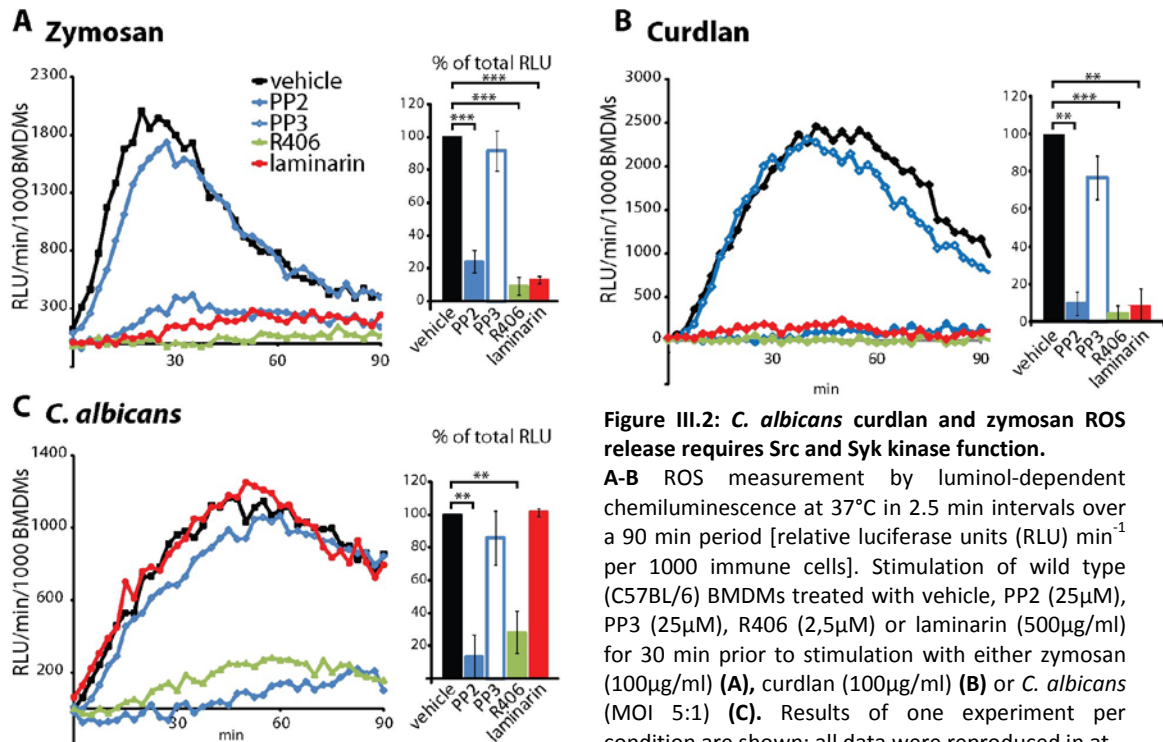 A Zymosan
% of total RLU
RLU/min/1000 BMDMs
2300
1800
1300
800
300
30
60
90
vehicle
PP2
PP3
R406
laminarin
***
***
***
120
100
80
60
40
20
0
vehicle
PP2
PP3
R406
laminarin
B Curdlan
RLU/min/1000 BMDMs
3000
2500
2000
1500
1000
500
0
30
60
90
min
**
***
**
120
100
80
60
40
20
0
vehicle
PP2
PP3
R406
laminarin
C C. albicans
% of total RLU
RLU/min/1000 BMDMs
1400
1000
600
200
30
60
90
min
**
**
120
100
80
60
40
20
vehicle
PP2
PP3
R406
laminarin
Figure III.2: C. albicans curdlan and zymosan ROS
release requires Src and Syk kinase function.
A-B ROS measurement by luminol-dependent
chemiluminescence at 37°C in 2.5 min intervals over
a 90 min period [relative luciferase units (RLU) min⁻¹
per 1000 immune cells]. Stimulation of wild type
(C57BL/6) BMDMs treated with vehicle, PP2 (25µM),
PP3 (25µM), R406 (2,5µM) or laminarin (500µg/ml)
for 30 min prior to stimulation with either zymosan
(100µg/ml) (A), curdlan (100µg/ml) (B) or C. albicans
(MOI 5:1) (C). Results of one experiment per
condition are shown; all data were reproduced in at